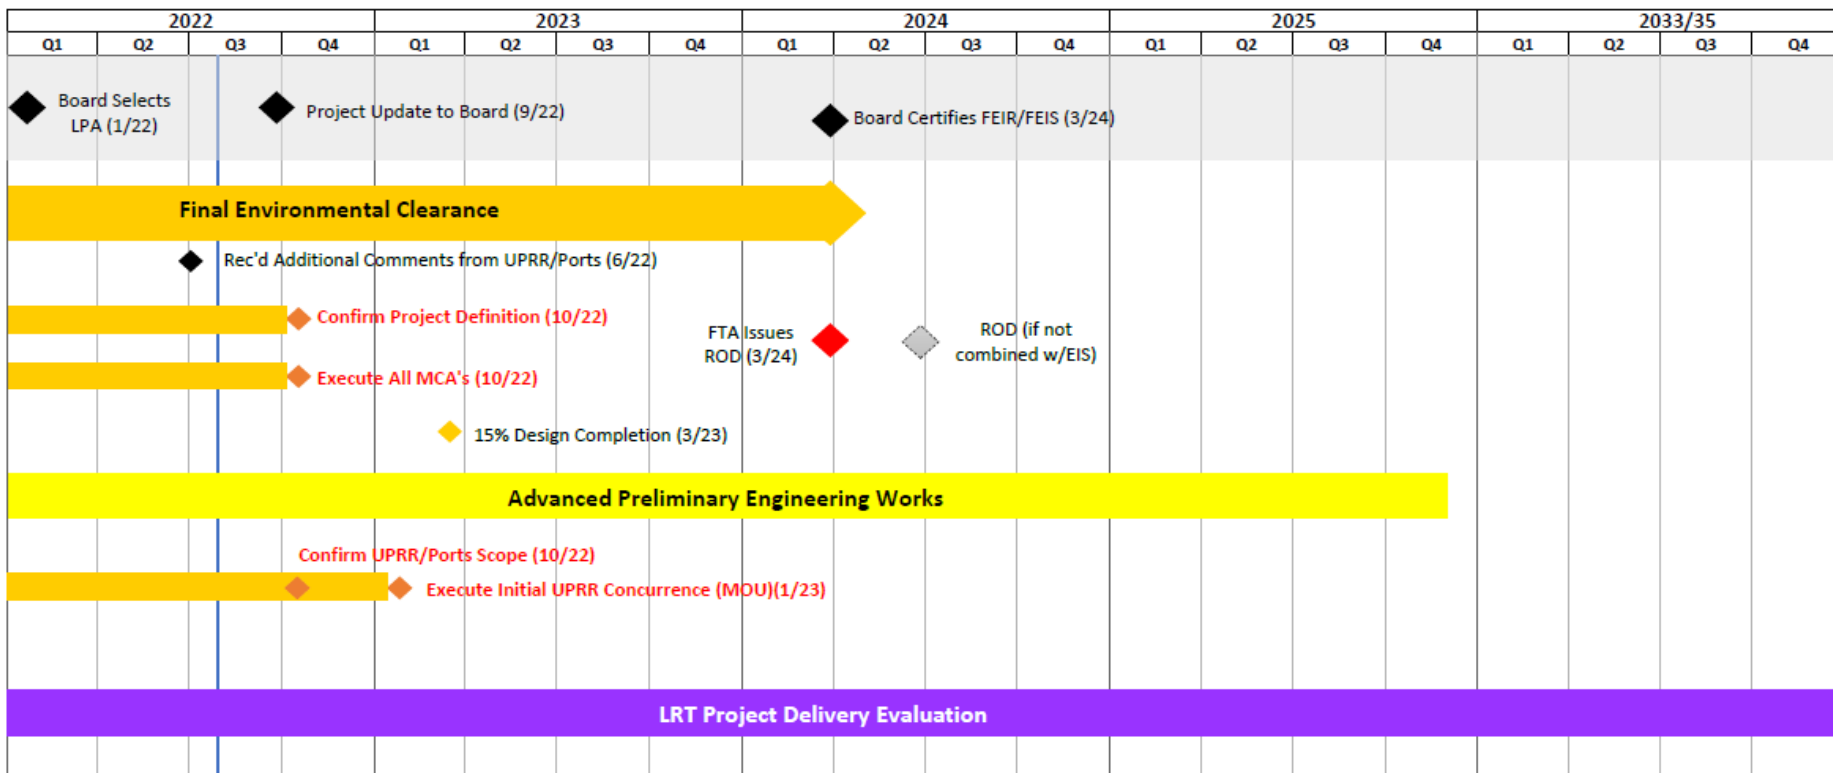 2022 2023 2024 2025 2033/35
Q1 Q2 Q3 Q4 Q1 Q2 Q3 Q4 Q1 Q2 Q3 Q4 Q1 Q2 Q3 Q4 Q1 Q2 Q3 Q4
Board Selects
LPA (1/22)
Project Update to Board (9/22)
Board Certifies FEIR/FEIS (3/24)
Final Environmental Clearance
Rec'd Additional Comments from UPRR/Ports (6/22)
Confirm Project Definition (10/22)
FTA Issues
ROD (3/24)
ROD (if not
combined w/EIS)
Execute All MCA's (10/22)
15% Design Completion (3/23)
Advanced Preliminary Engineering Works
Confirm UPRR/Ports Scope (10/22)
Execute Initial UPRR Concurrence (MOU)(1/23)
LRT Project Delivery Evaluation